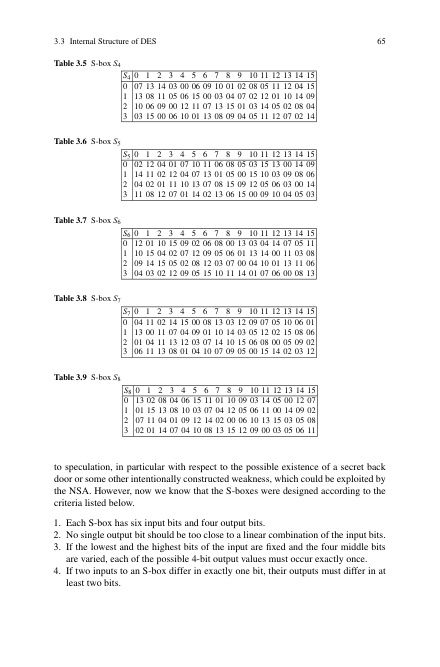 3.3 Internal Structure of DES 65
Table 3.5 S-box S4
S4 0 1 2 3 4 5 6 7 8 9 10 11 12 13 14 15
0 07 13 14 03 00 06 09 10 01 02 08 05 11 12 04 15
1 13 08 11 05 06 15 00 03 04 07 02 12 01 10 14 09
2 10 06 09 00 12 11 07 13 15 01 03 14 05 02 08 04
3 03 15 00 06 10 01 13 08 09 04 05 11 12 07 02 14
Table 3.6 S-box S5
S5 0 1 2 3 4 5 6 7 8 9 10 11 12 13 14 15
0 02 12 04 01 07 10 11 06 08 05 03 15 13 00 14 09
1 14 11 02 12 04 07 13 01 05 00 15 10 03 09 08 06
2 04 02 01 11 10 13 07 08 15 09 12 05 06 03 00 14
3 11 08 12 07 01 14 02 13 06 15 00 09 10 04 05 03
Table 3.7 S-box S6
S6 0 1 2 3 4 5 6 7 8 9 10 11 12 13 14 15
0 12 01 10 15 09 02 06 08 00 13 03 04 14 07 05 11
1 10 15 04 02 07 12 09 05 06 01 13 14 00 11 03 08
2 09 14 15 05 02 08 12 03 07 00 04 10 01 13 11 06
3 04 03 02 12 09 05 15 10 11 14 01 07 06 00 08 13
Table 3.8 S-box S7
S7 0 1 2 3 4 5 6 7 8 9 10 11 12 13 14 15
0 04 11 02 14 15 00 08 13 03 12 09 07 05 10 06 01
1 13 00 11 07 04 09 01 10 14 03 05 12 02 15 08 06
2 01 04 11 13 12 03 07 14 10 15 06 08 00 05 09 02
3 06 11 13 08 01 04 10 07 09 05 00 15 14 02 03 12
Table 3.9 S-box S8
S8 0 1 2 3 4 5 6 7 8 9 10 11 12 13 14 15
0 13 02 08 04 06 15 11 01 10 09 03 14 05 00 12 07
1 01 15 13 08 10 03 07 04 12 05 06 11 00 14 09 02
2 07 11 04 01 09 12 14 02 00 06 10 13 15 03 05 08
3 02 01 14 07 04 10 08 13 15 12 09 00 03 05 06 11
to speculation, in particular with respect to the possible existence of a secret back
door or some other intentionally constructed weakness, which could be exploited by
the NSA. However, now we know that the S-boxes were designed according to the
criteria listed below.
1. Each S-box has six input bits and four output bits.
2. No single output bit should be too close to a linear combination of the input bits.
3. If the lowest and the highest bits of the input are fixed and the four middle bits
are varied, each of the possible 4-bit output values must occur exactly once.
4. If two inputs to an S-box differ in exactly one bit, their outputs must differ in at
least two bits.